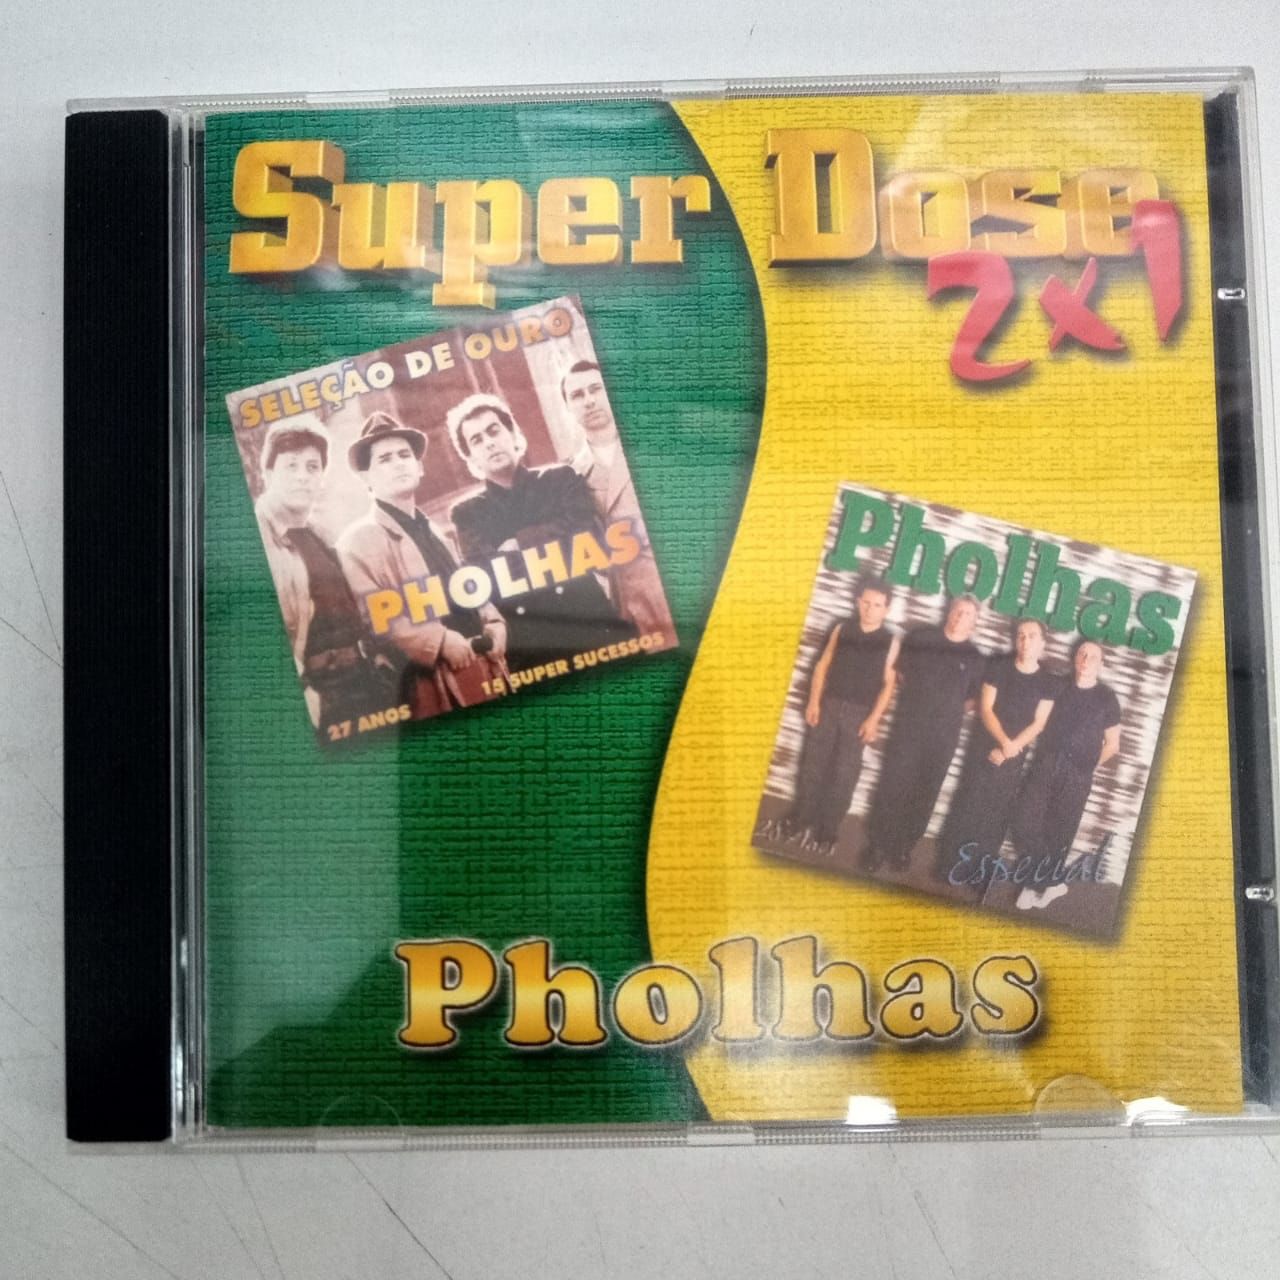 Super Dose
2x1
SELEÇÃO DE OURO
PHOLHAS
15 SUPER SUCESSOS
27 ANOS
Pholhas
Especial
Pholhas